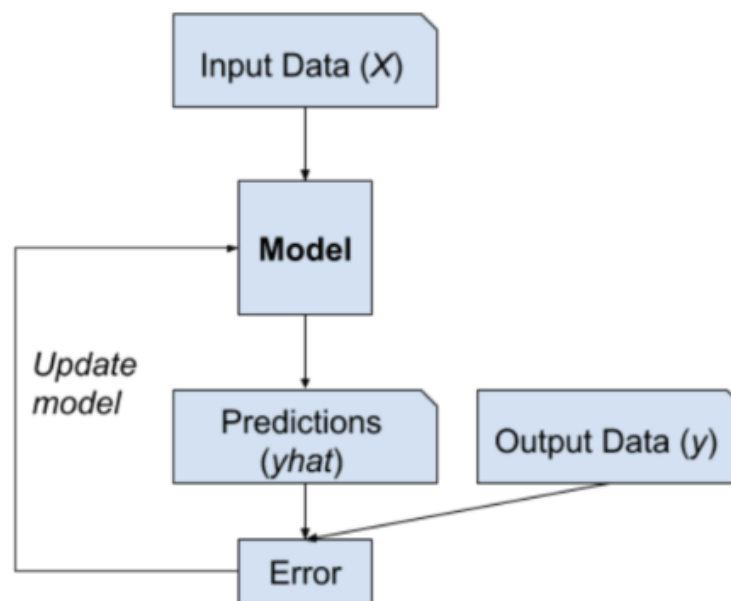 Input Data (X)
Model
Update
model
Predictions
(yhat)
Output Data (y)
Error